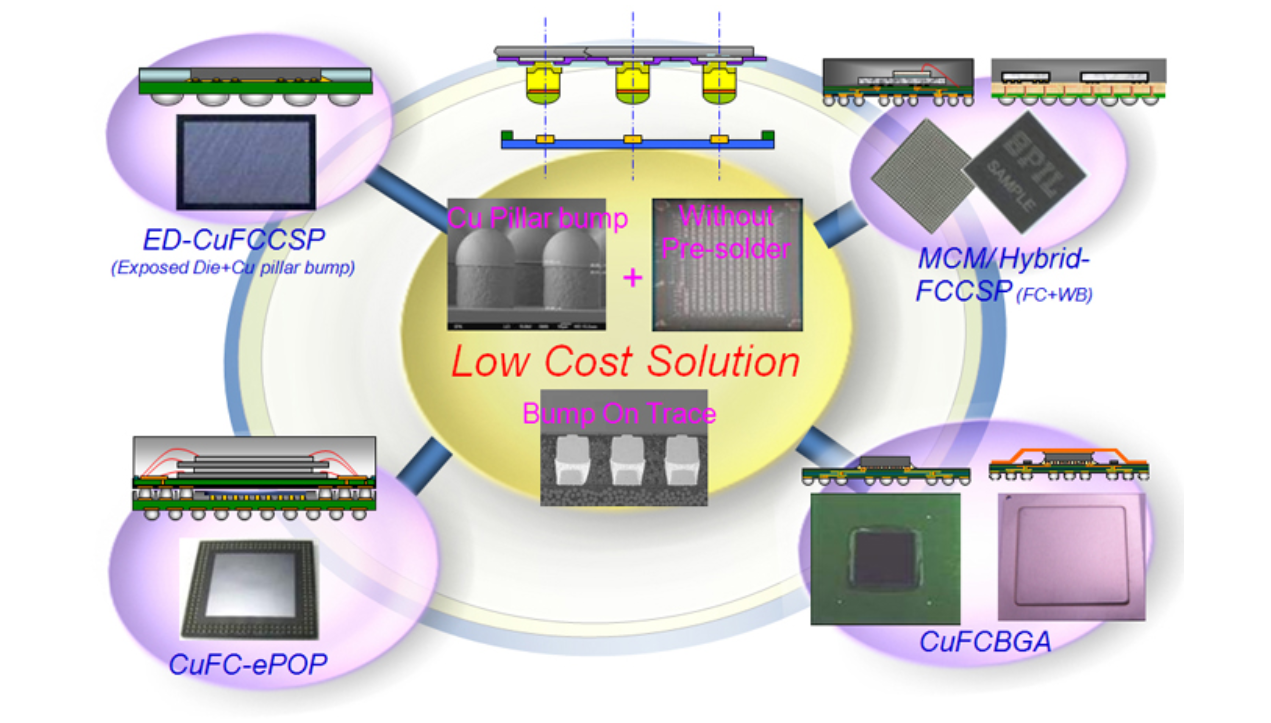 ED-CuFCCSP
(Exposed Die+Cu pillar bump)
Cu Pillar bump
+
Without
Pre-solder
Low Cost Solution
Bump On Trace
BPIL
SAMPLE
MCM/Hybrid-
FCCSP (FC+WB)
CuFC-ePOP
CuFCBGA